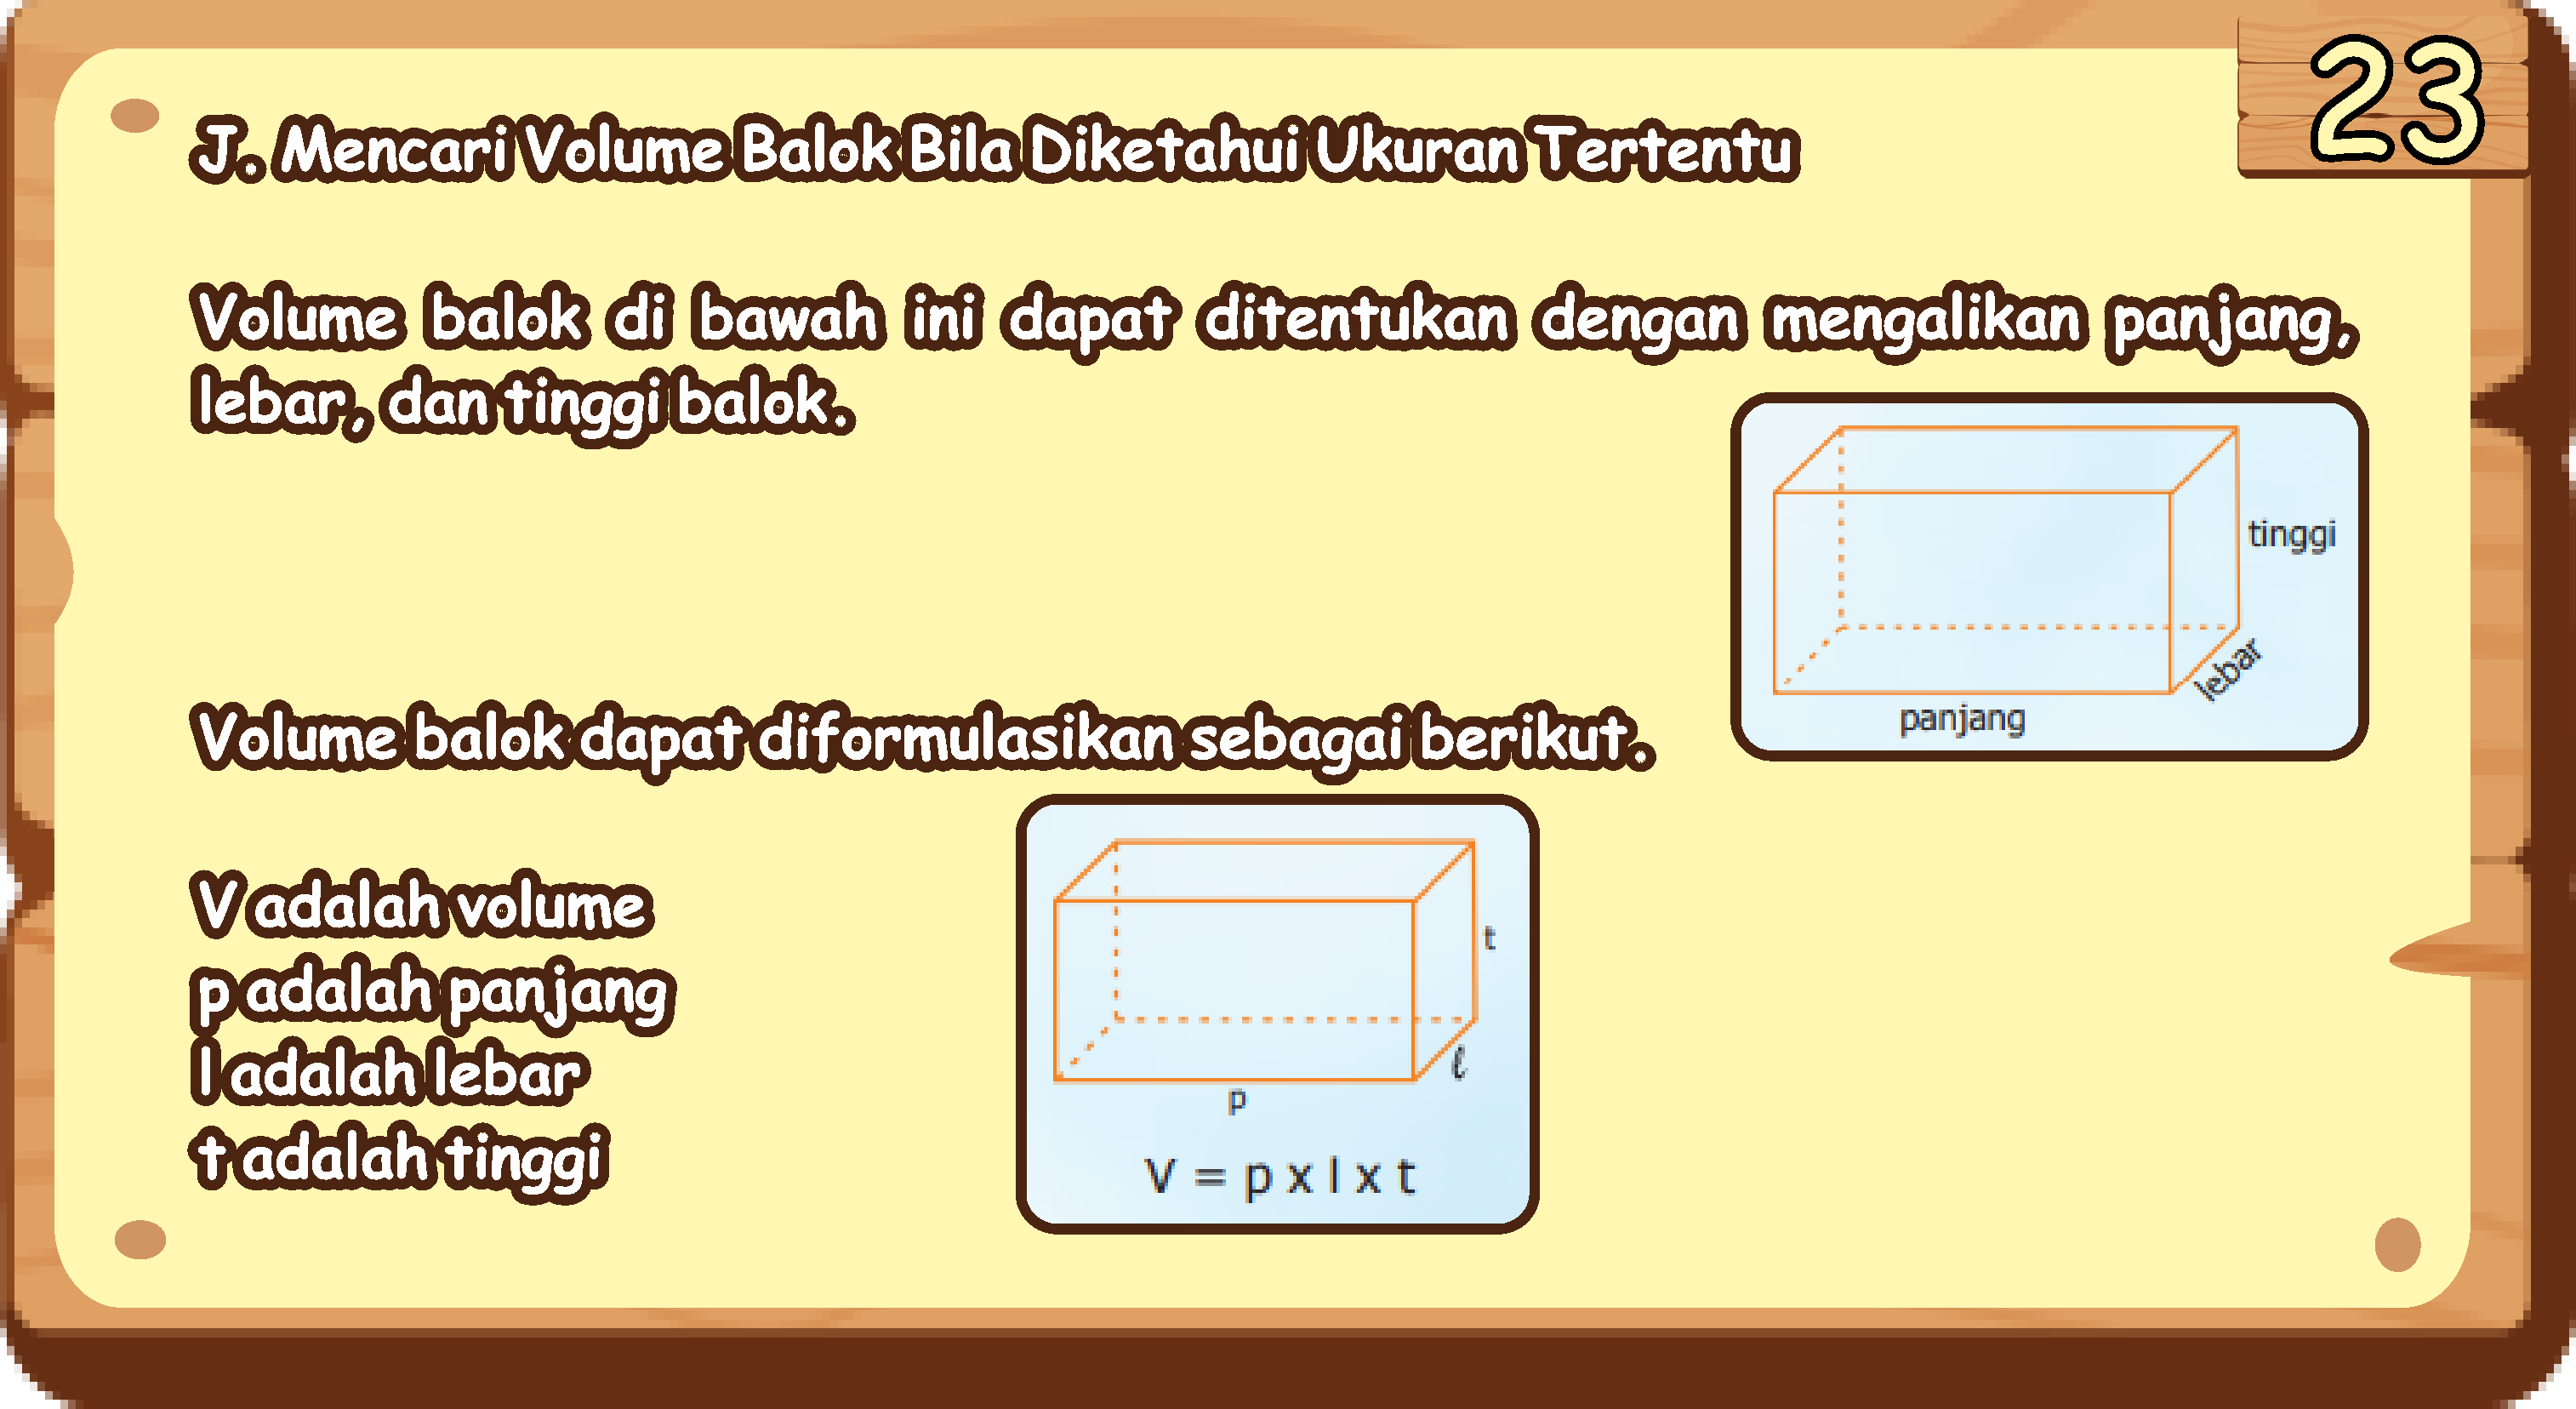 23
J. Mencari Volume Balok Bila Diketahui Ukuran Tertentu
Volume balok di bawah ini dapat ditentukan dengan mengalikan panjang,
lebar, dan tinggi balok.
tinggi
lebar
panjang
Volume balok dapat diformulasikan sebagai berikut.
V adalah volume
p adalah panjang
l adalah lebar
t adalah tinggi
t
ℓ
p
V = p x l x t